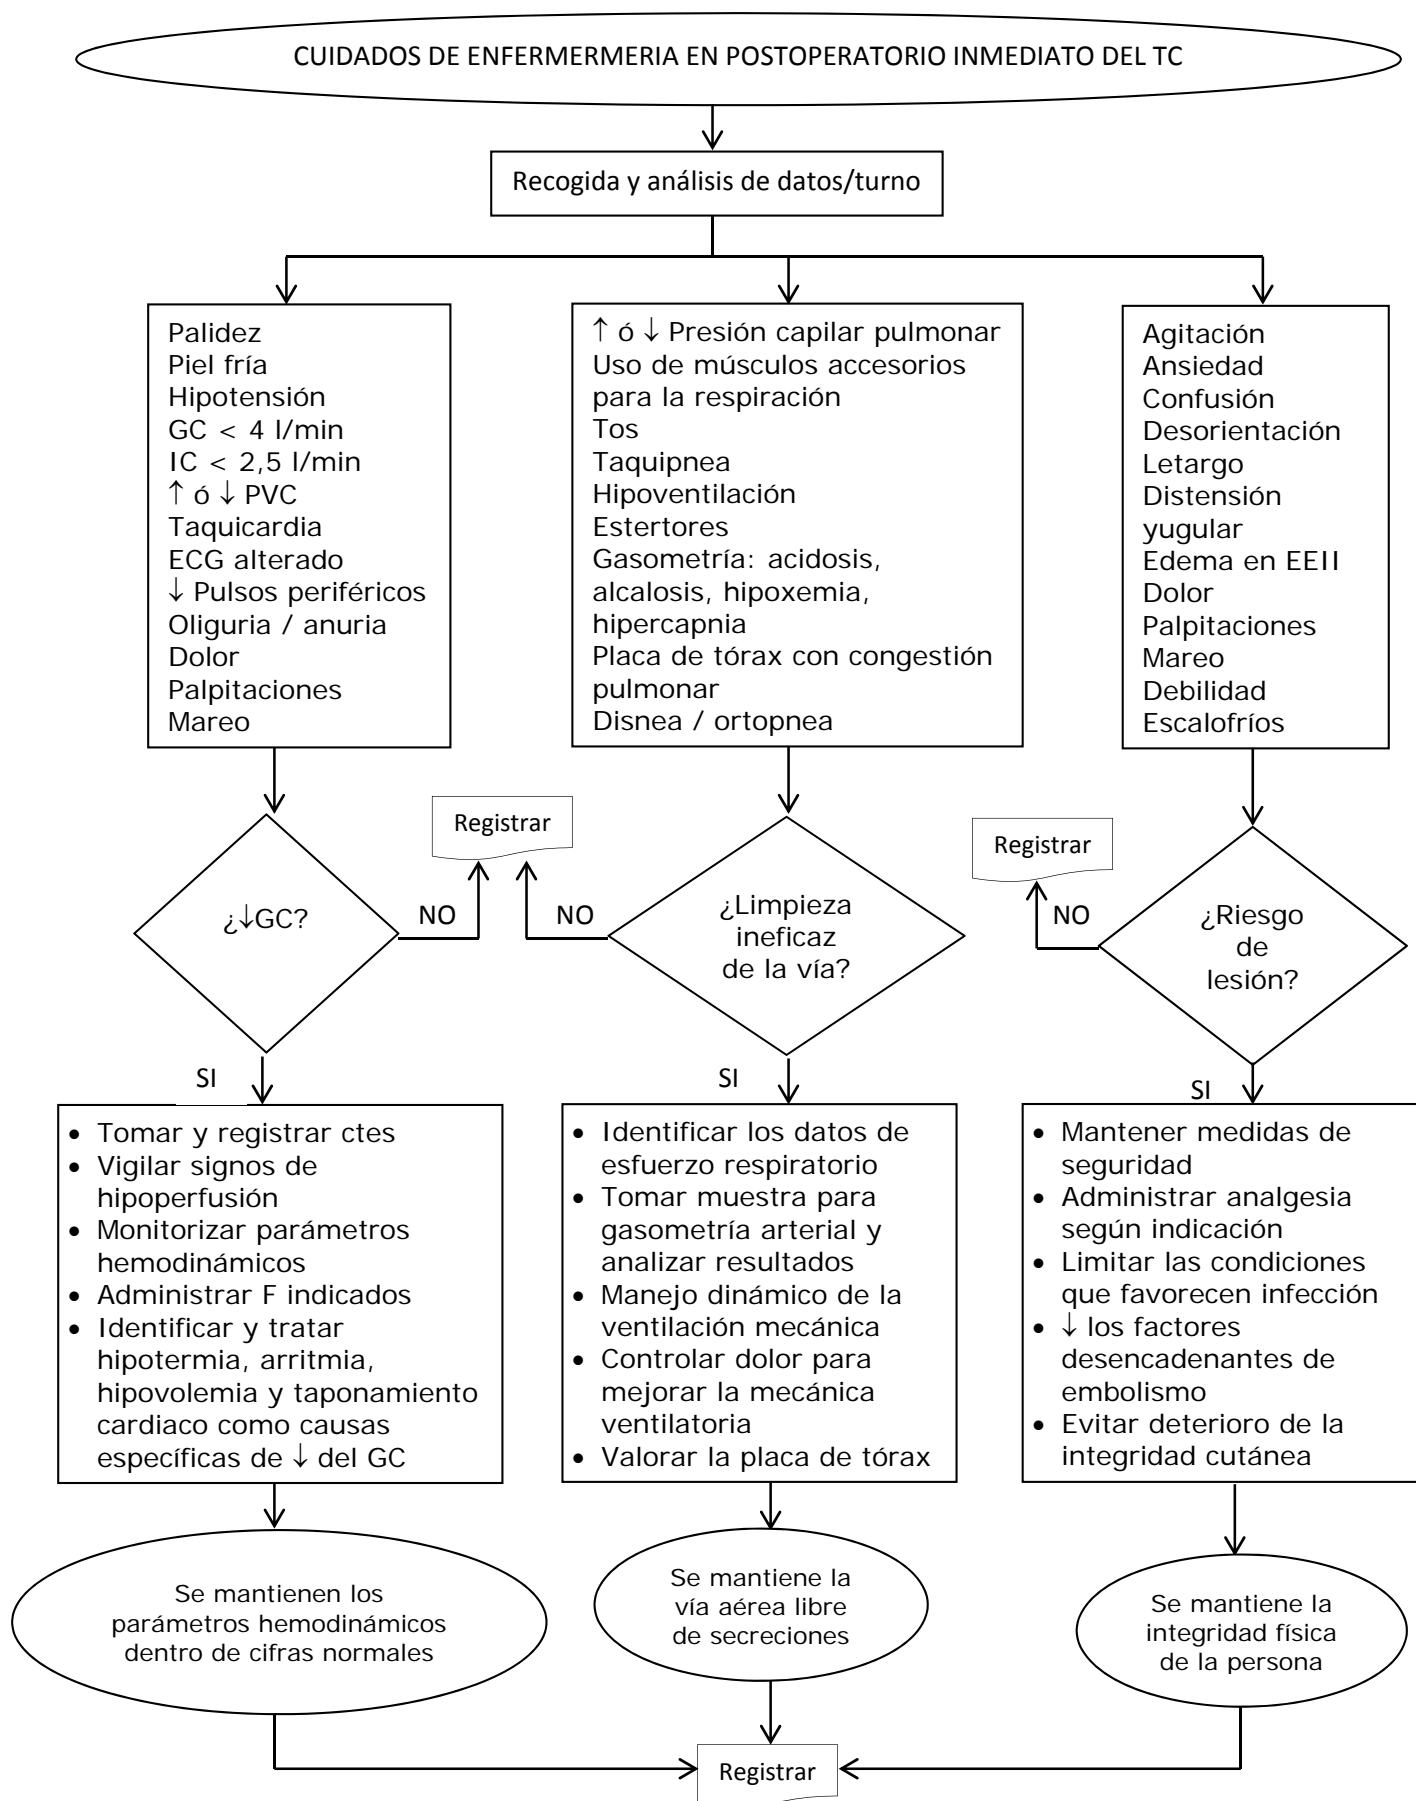 CUIDADOS DE ENFERMERMERIA EN POSTOPERATORIO INMEDIATO DEL TC
Recogida y análisis de datos/turno
Palidez
Piel fría
Hipotensión
GC < 4 l/min
IC < 2,5 l/min
↑ ó ↓ PVC
Taquicardia
ECG alterado
↓ Pulsos periféricos
Oliguria / anuria
Dolor
Palpitaciones
Mareo
↑ ó ↓ Presión capilar pulmonar
Uso de músculos accesorios
para la respiración
Tos
Taquipnea
Hipoventilación
Estertores
Gasometría: acidosis,
alcalosis, hipoxemia,
hipercapnia
Placa de tórax con congestión
pulmonar
Disnea / ortopnea
Agitación
Ansiedad
Confusión
Desorientación
Letargo
Distensión
yugular
Edema en EEII
Dolor
Palpitaciones
Mareo
Debilidad
Escalofríos
¿↓GC?
NO
Registrar
NO
¿Limpieza
ineficaz
de la vía?
Registrar
NO
¿Riesgo
de
lesión?
SI
SI
SI
• Tomar y registrar ctes
• Vigilar signos de
hipoperfusión
• Monitorizar parámetros
hemodinámicos
• Administrar F indicados
• Identificar y tratar
hipotermia, arritmia,
hipovolemia y taponamiento
cardiaco como causas
específicas de ↓ del GC
• Identificar los datos de
esfuerzo respiratorio
• Tomar muestra para
gasometría arterial y
analizar resultados
• Manejo dinámico de la
ventilación mecánica
• Controlar dolor para
mejorar la mecánica
ventilatoria
• Valorar la placa de tórax
• Mantener medidas de
seguridad
• Administrar analgesia
según indicación
• Limitar las condiciones
que favorecen infección
• ↓ los factores
desencadenantes de
embolismo
• Evitar deterioro de la
integridad cutánea
Se mantienen los
parámetros hemodinámicos
dentro de cifras normales
Se mantiene la
vía aérea libre
de secreciones
Se mantiene la
integridad física
de la persona
Registrar